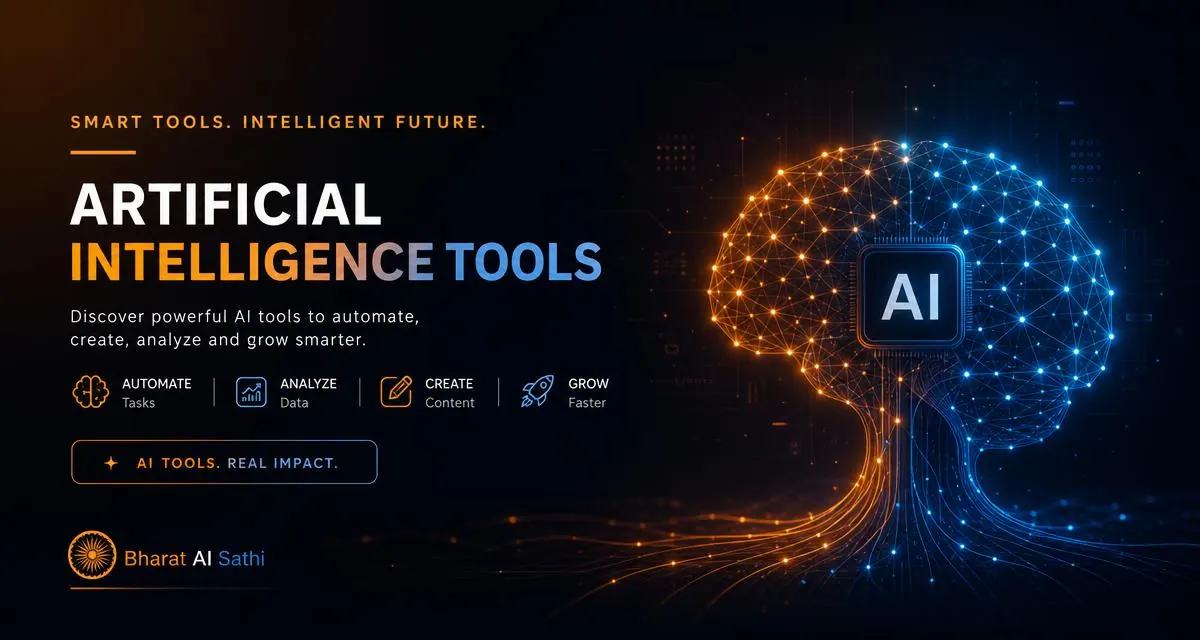 SMART TOOLS. INTELLIGENT FUTURE.
ARTIFICIAL
INTELLIGENCE TOOLS
Discover powerful AI tools to automate,
create, analyze and grow smarter.
AUTOMATE
Tasks
ANALYZE
Data
CREATE
Content
GROW
Faster
AI TOOLS. REAL IMPACT.
Bharat AI Sathi
AI